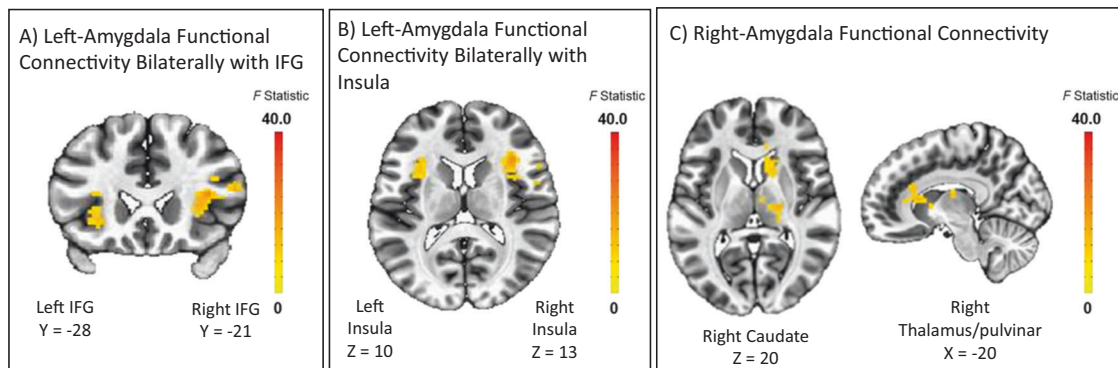 A) Left-Amygdala Functional
Connectivity Bilaterally with IFG
F Statistic
40.0
0
Left IFG
Y = -28
Right IFG
Y = -21
B) Left-Amygdala Functional
Connectivity Bilaterally with
Insula
F Statistic
40.0
0
Left
Insula
Z = 10
Right
Insula
Z = 13
C) Right-Amygdala Functional Connectivity
F Statistic
40.0
0
Right Caudate
Z = 20
Right
Thalamus/pulvinar
X = -20